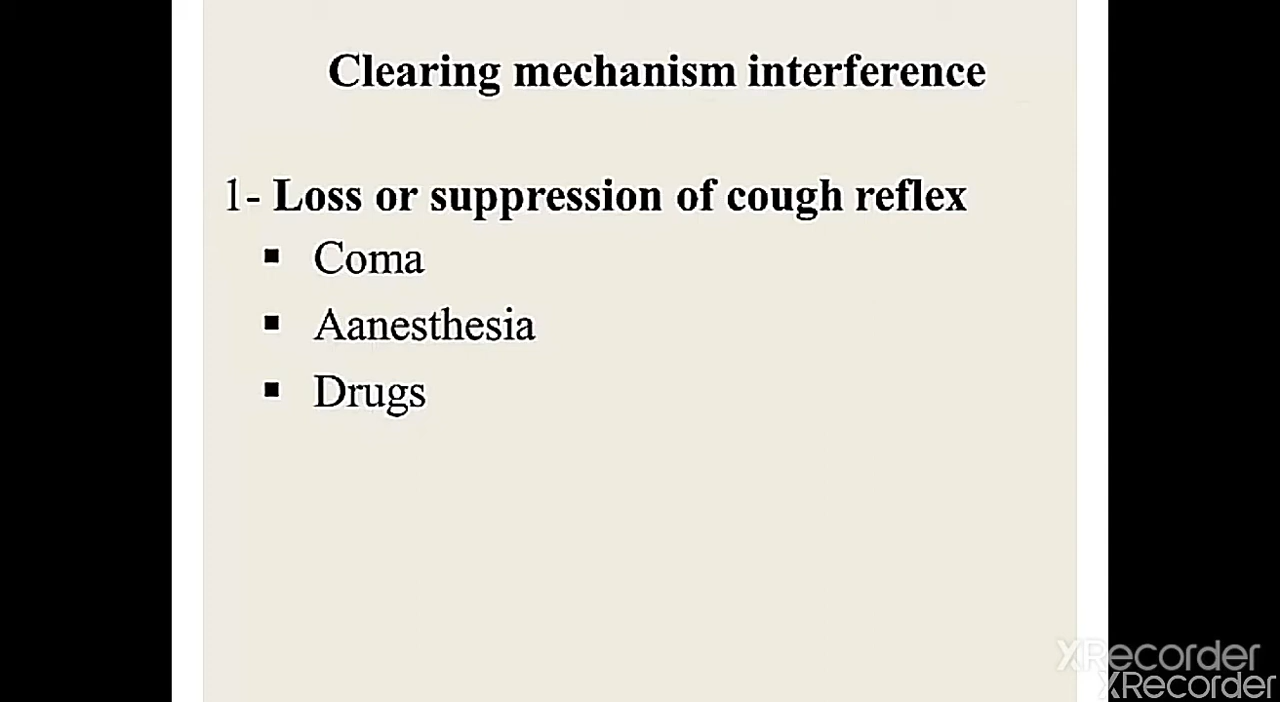 Clearing mechanism interference
1- Loss or suppression of cough reflex
▪ Coma
▪ Aanesthesia
▪ Drugs
XRecorder
XRecorder